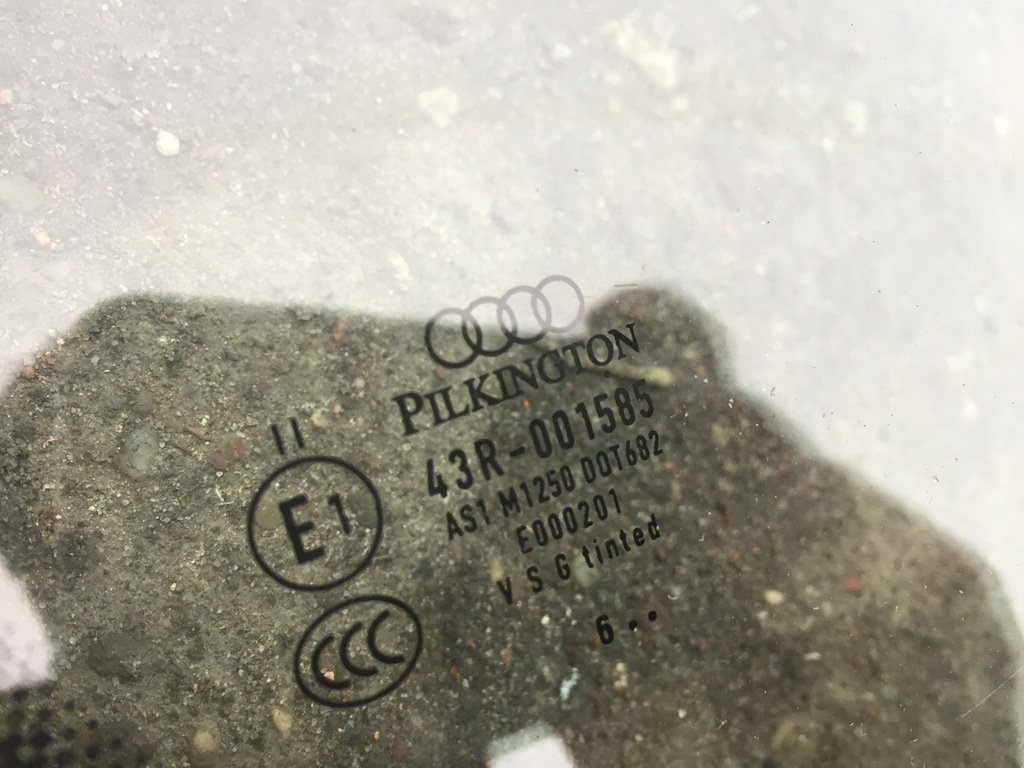 PILKINGTON
43R-001585
AS1 M1250 DOT682
E000201
V S G tinted
6 . .
II
E1
CCC